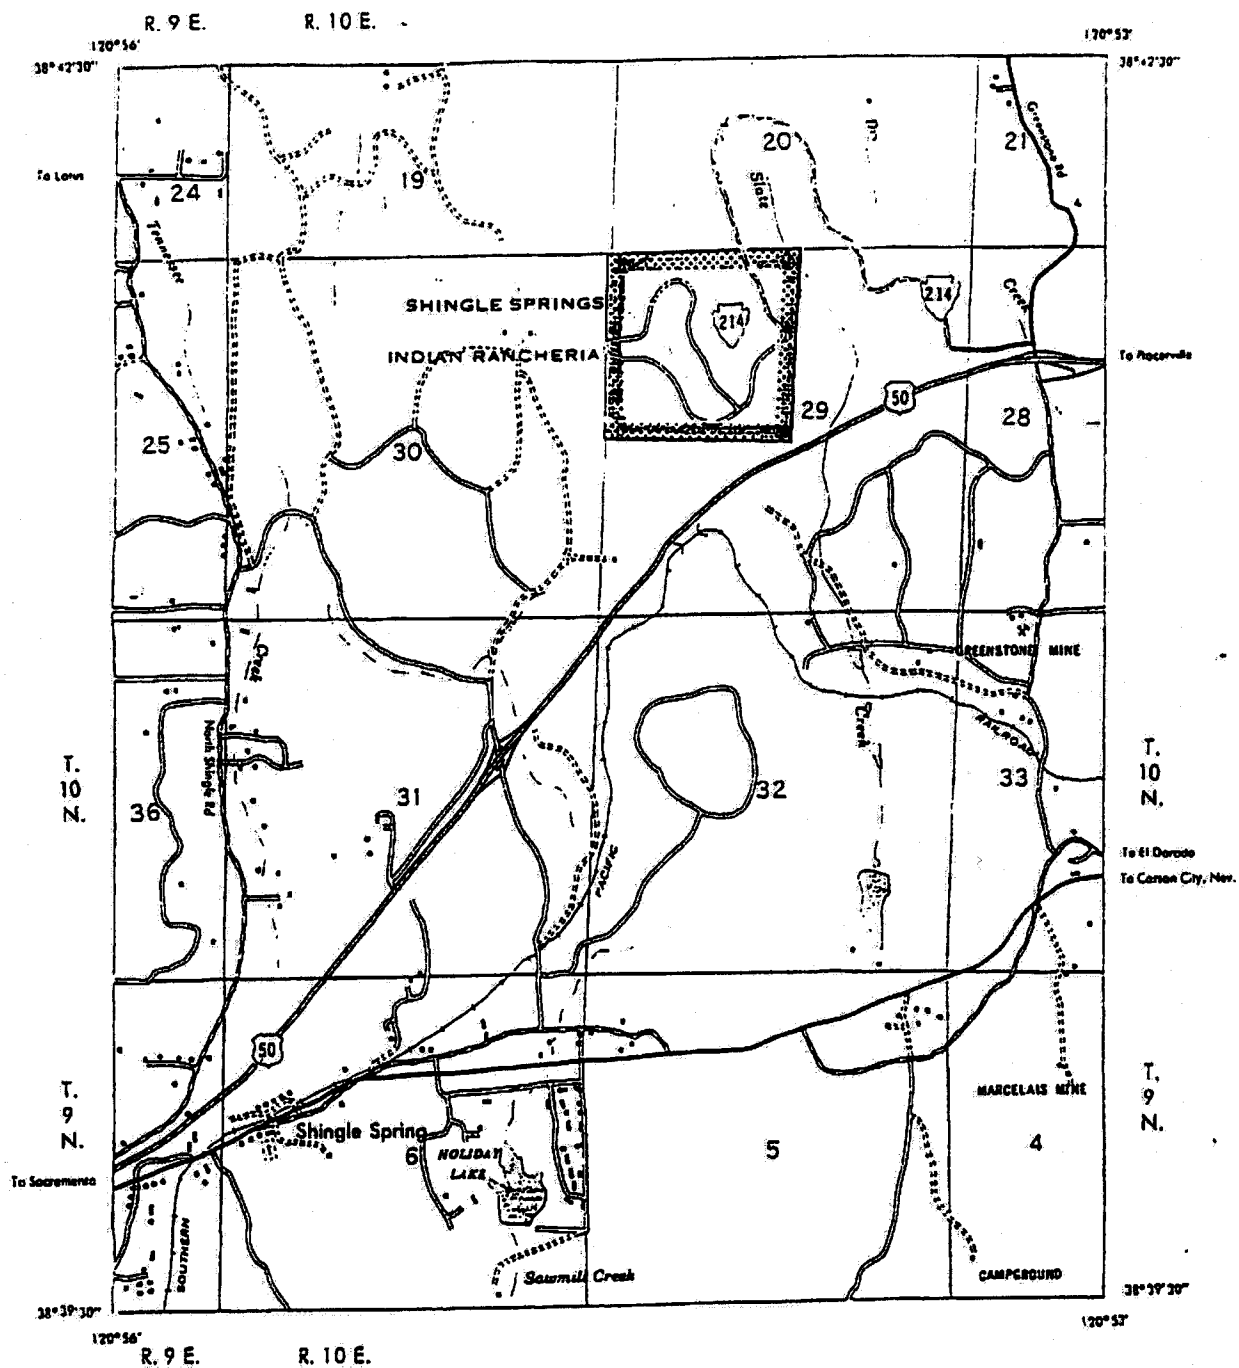 R. 9 E. R. 10 E.
120°56' 120°53'
38°42'30" 38°42'30"
20
21
Greenstone Rd
To Lotus
24
19
Slate
Tennessee
SHINGLE SPRINGS
214
214
Creek
INDIAN RANCHERIA
To Placerville
50
29
28
25
30
GREENSTONE MINE
Creek
Creek
North Shingle Rd
RAILROAD
T.
10
N.
T.
10
N.
36
31
32
33
PACIFIC
To El Dorado
To Carson City, Nev.
50
T.
9
N.
T.
9
N.
MARCELAIS MINE
Shingle Spring
6
HOLIDAY
LAKE
5
4
To Sacramento
SOUTHERN
Sawmill Creek
CAMPGROUND
38°39'30" 38°39'20"
120°56' 120°53'
R. 9 E. R. 10 E.